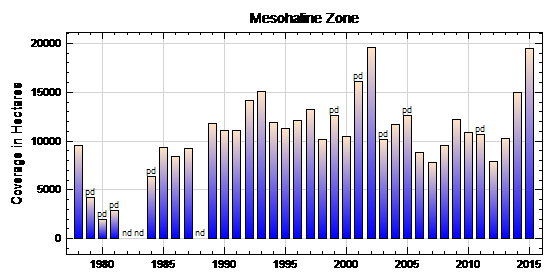 Mesohaline Zone
Coverage in Hectares
20000
15000
10000
5000
0
pd
pd
pd
nd nd
pd
nd
pd
pd
pd
pd
pd
1980 1985 1990 1995 2000 2005 2010 2015